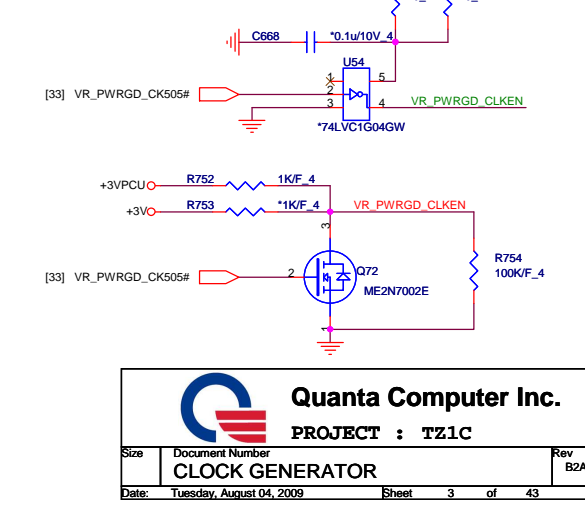 C668 *0.1u/10V_4
U54
1 5
[33] VR_PWRGD_CK505# 2
3 4 VR_PWRGD_CLKEN
*74LVC1G04GW
+3VPCU R752 1K/F_4
+3V R753 *1K/F_4 VR_PWRGD_CLKEN
3
R754
100K/F_4
[33] VR_PWRGD_CK505# 2 Q72
ME2N7002E
1
Quanta Computer Inc.
PROJECT : TZ1C
Size Document Number Rev
CLOCK GENERATOR B2A
Date: Tuesday, August 04, 2009 Sheet 3 of 43